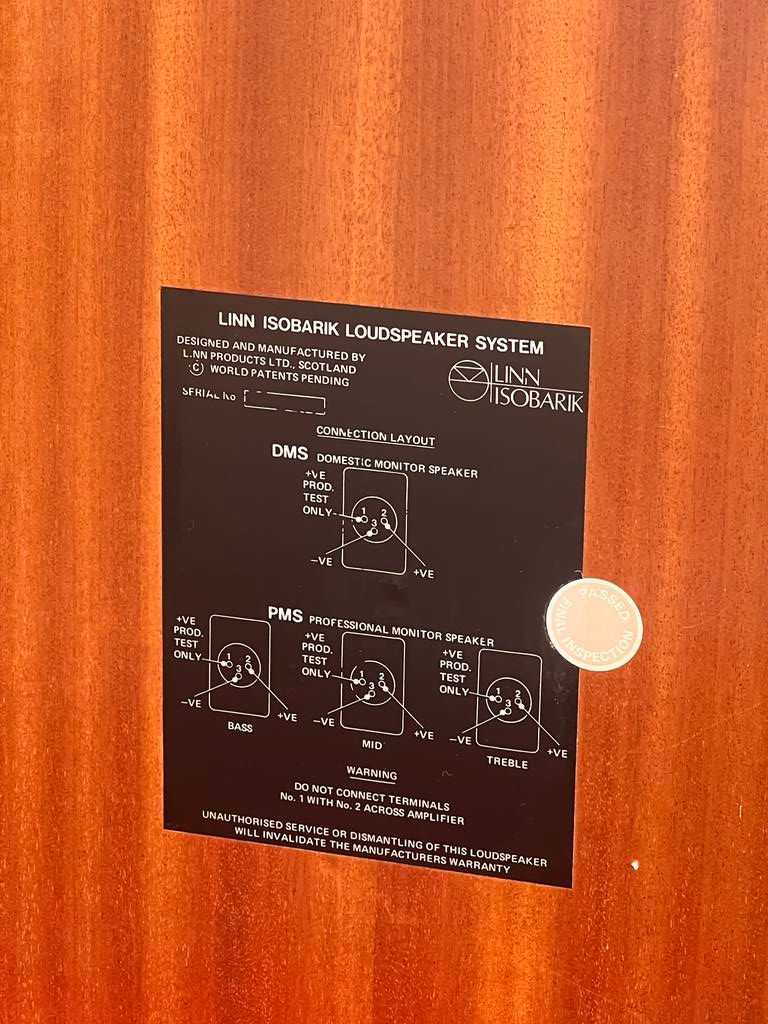 LINN ISOBARIK LOUDSPEAKER SYSTEM
DESIGNED AND MANUFACTURED BY
LINN PRODUCTS LTD., SCOTLAND
© WORLD PATENTS PENDING
SERIAL No
LINN
ISOBARIK
CONNECTION LAYOUT
DMS DOMESTIC MONITOR SPEAKER
+VE
PROD.
TEST
ONLY
1 2
3
-VE
+VE
PASSED
FINAL INSPECTION
PMS PROFESSIONAL MONITOR SPEAKER
+VE
PROD.
TEST
ONLY
1 2
3
-VE
+VE
BASS
+VE
PROD.
TEST
ONLY
1 2
3
-VE
+VE
MID
+VE
PROD.
TEST
ONLY
1 2
3
-VE
+VE
TREBLE
WARNING
DO NOT CONNECT TERMINALS
No. 1 WITH No. 2 ACROSS AMPLIFIER
UNAUTHORISED SERVICE OR DISMANTLING OF THIS LOUDSPEAKER
WILL INVALIDATE THE MANUFACTURERS WARRANTY